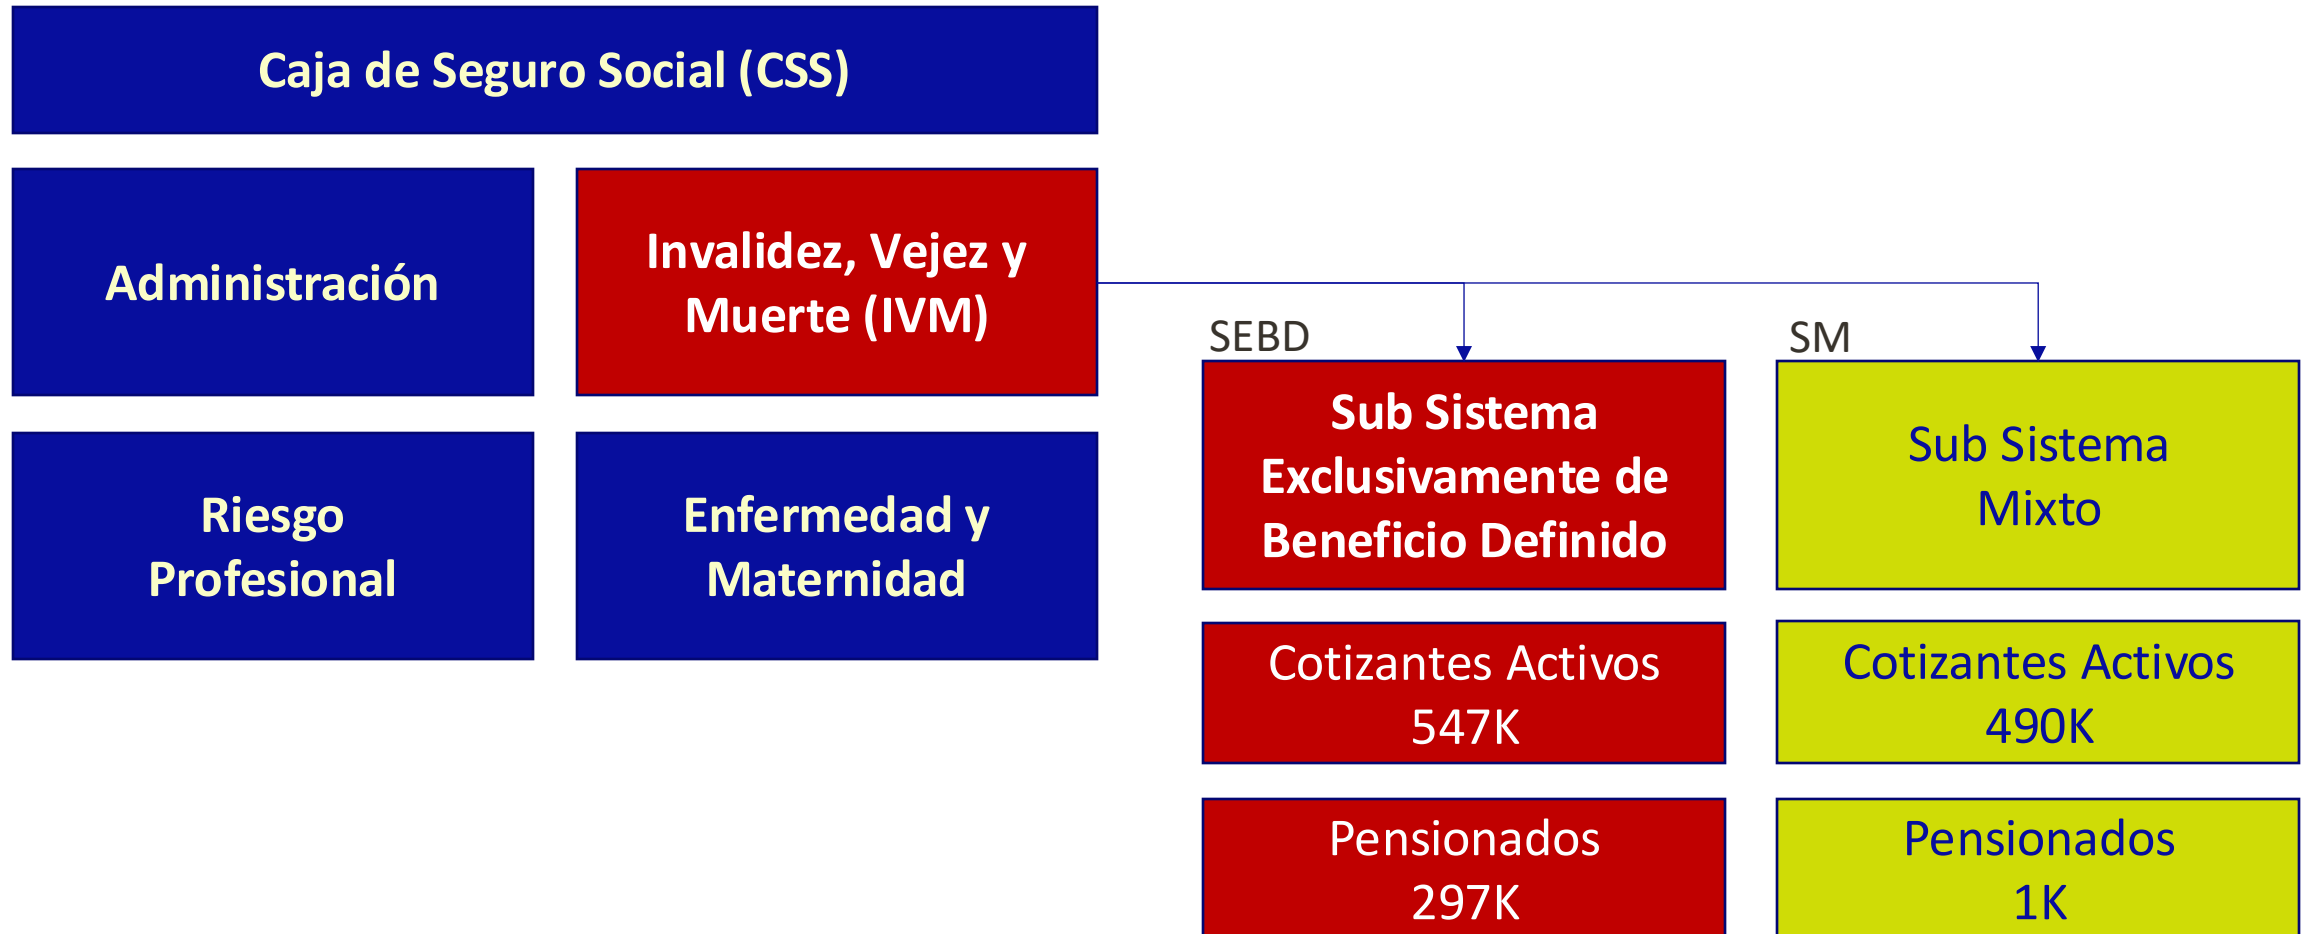 Caja de Seguro Social (CSS)
Administración
Invalidez, Vejez y
Muerte (IVM)
Riesgo
Profesional
Enfermedad y
Maternidad
SEBD
Sub Sistema
Exclusivamente de
Beneficio Definido
Cotizantes Activos
547K
Pensionados
297K
SM
Sub Sistema
Mixto
Cotizantes Activos
490K
Pensionados
1K